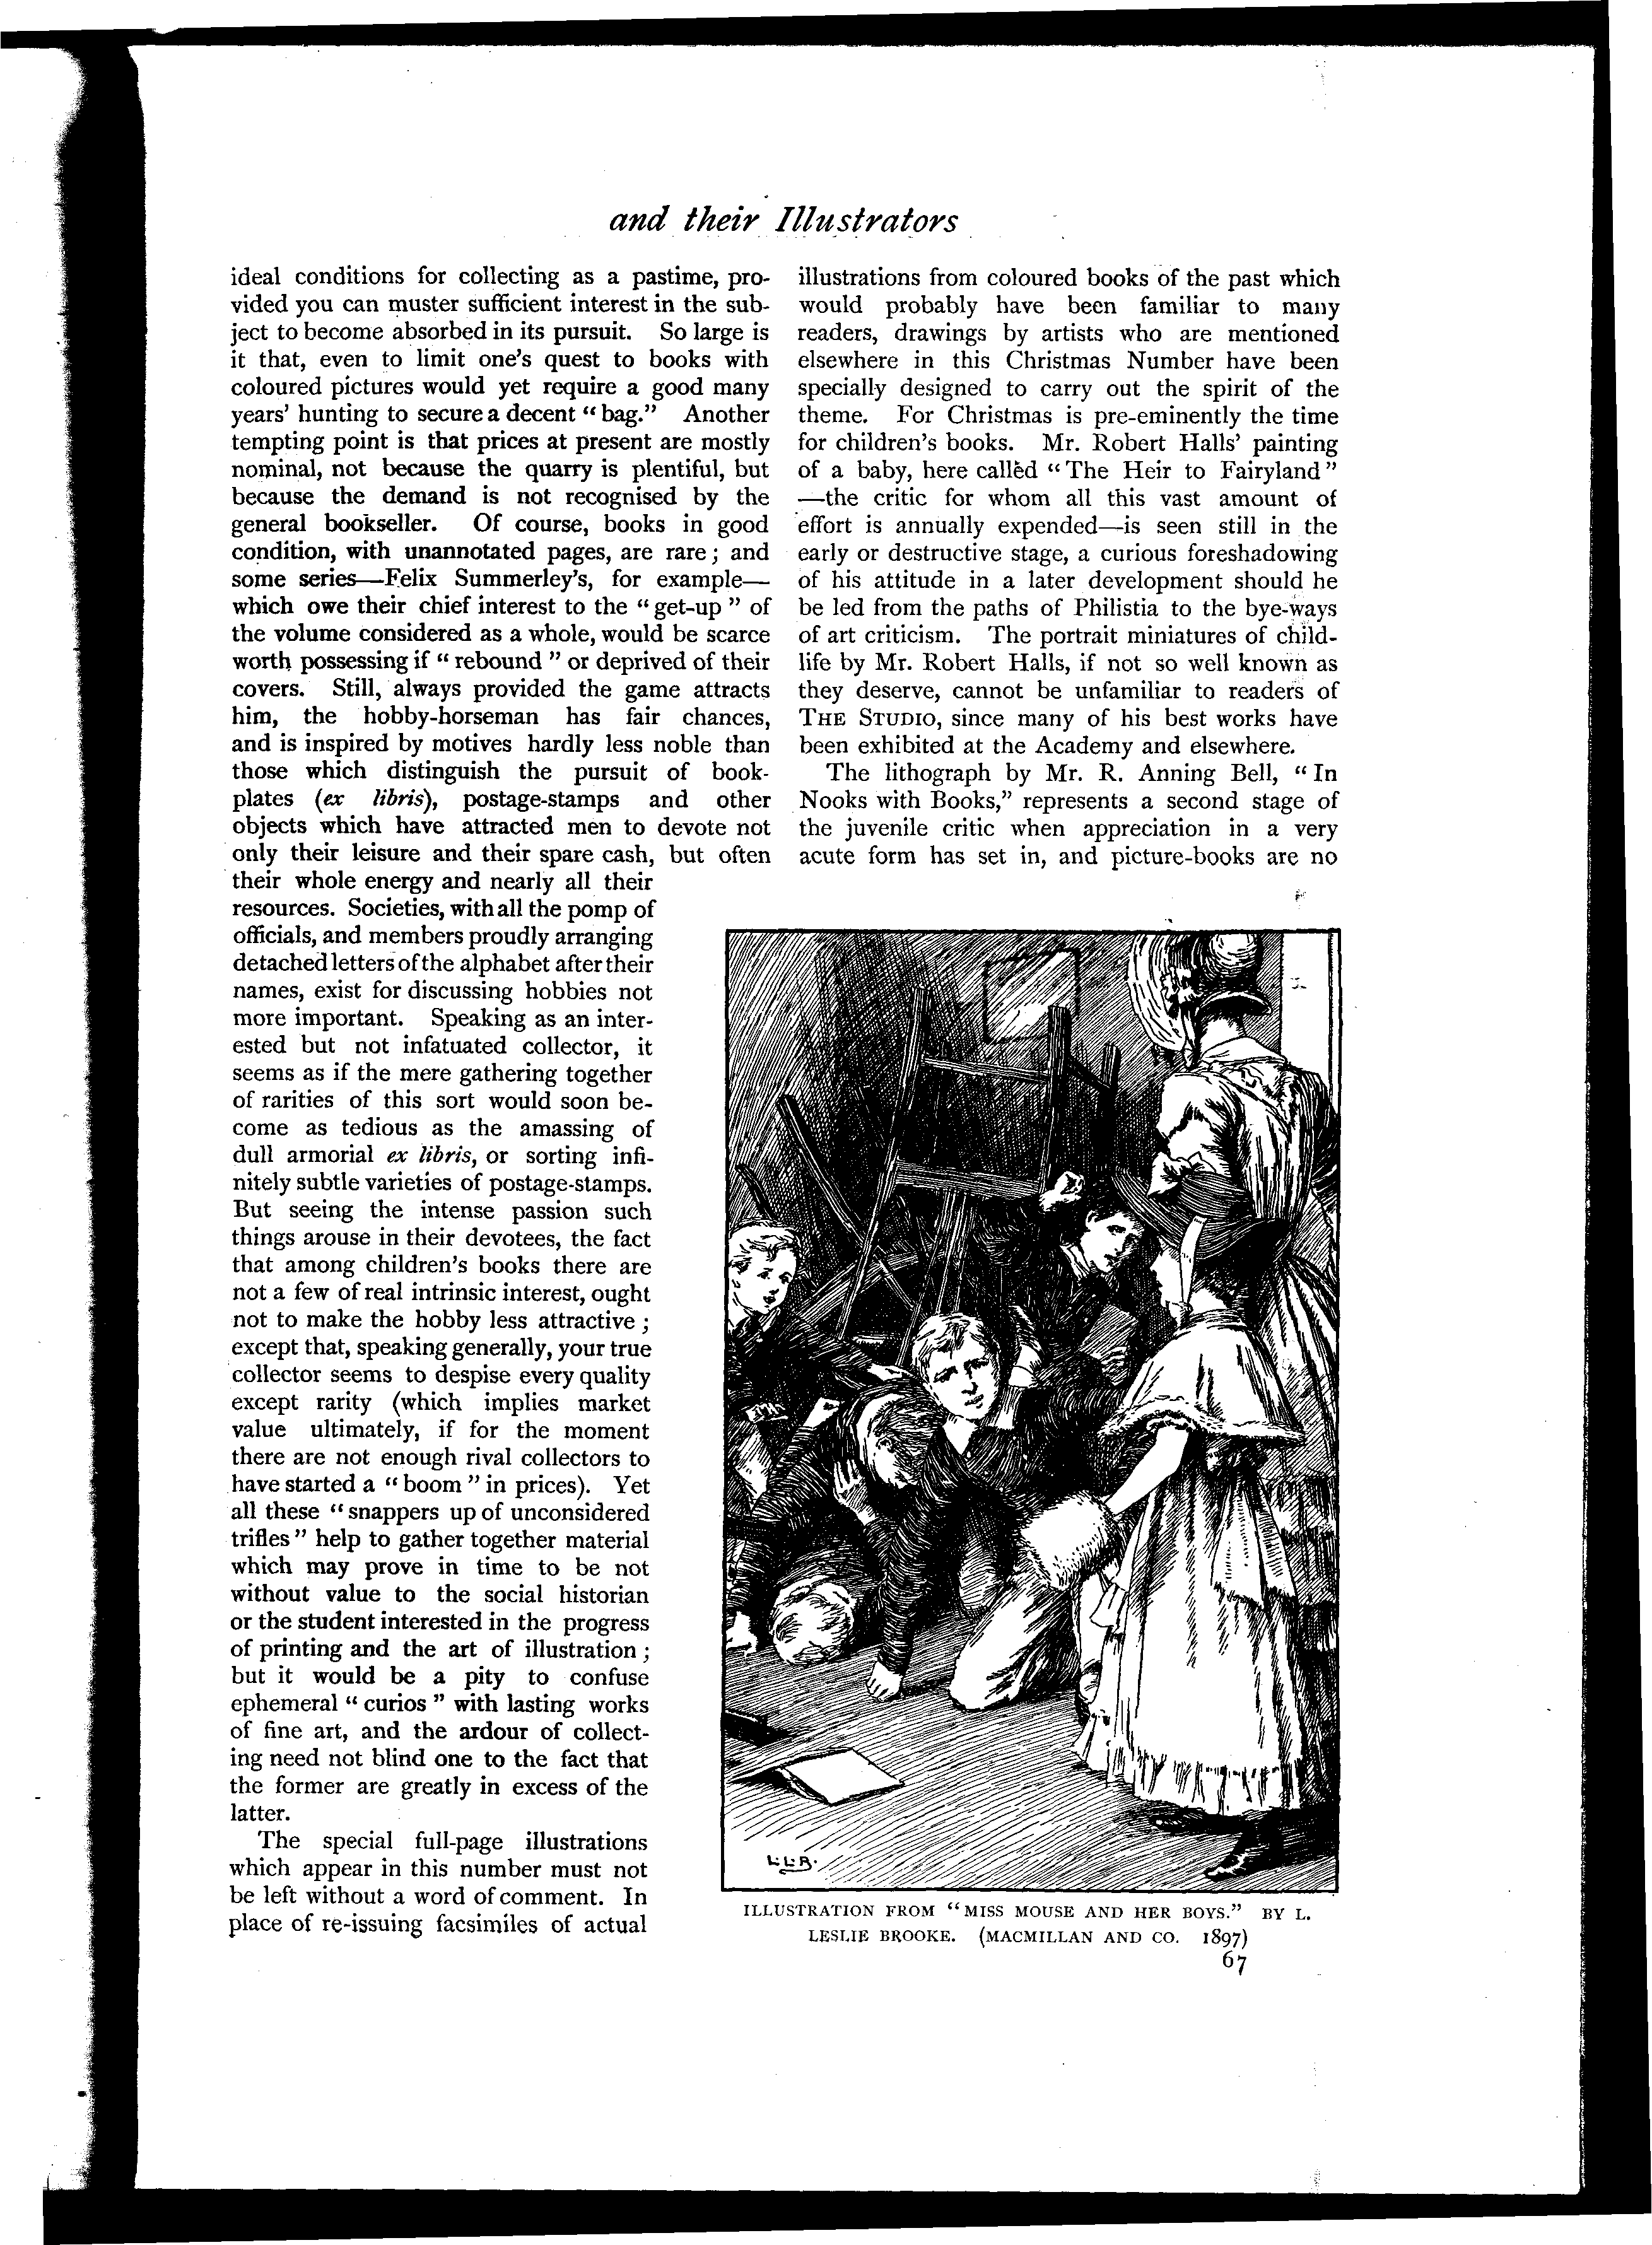 and their Illustrators
ideal conditions for collecting as a pastime, pro-
vided you can muster sufficient interest in the sub-
ject to become absorbed in its pursuit. So large is
it that, even to limit one's quest to books with
coloured pictures would yet require a good many
years' hunting to secure a decent “bag.” Another
tempting point is that prices at present are mostly
nominal, not because the quarry is plentiful, but
because the demand is not recognised by the
general bookseller. Of course, books in good
condition, with unannotated pages, are rare; and
some series—Felix Summerley's, for example—
which owe their chief interest to the “get-up” of
the volume considered as a whole, would be scarce
worth possessing if “rebound” or deprived of their
covers. Still, always provided the game attracts
him, the hobby-horseman has fair chances,
and is inspired by motives hardly less noble than
those which distinguish the pursuit of book-
plates (ex libris), postage-stamps and other
objects which have attracted men to devote not
only their leisure and their spare cash, but often
their whole energy and nearly all their
resources. Societies, with all the pomp of
officials, and members proudly arranging
detached letters of the alphabet after their
names, exist for discussing hobbies not
more important. Speaking as an inter-
ested but not infatuated collector, it
seems as if the mere gathering together
of rarities of this sort would soon be-
come as tedious as the amassing of
dull armorial ex libris, or sorting infi-
nitely subtle varieties of postage-stamps.
But seeing the intense passion such
things arouse in their devotees, the fact
that among children's books there are
not a few of real intrinsic interest, ought
not to make the hobby less attractive;
except that, speaking generally, your true
collector seems to despise every quality
except rarity (which implies market
value ultimately, if for the moment
there are not enough rival collectors to
have started a “boom” in prices). Yet
all these “snappers up of unconsidered
trifles” help to gather together material
which may prove in time to be not
without value to the social historian
or the student interested in the progress
of printing and the art of illustration;
but it would be a pity to confuse
ephemeral “curios” with lasting works
of fine art, and the ardour of collect-
ing need not blind one to the fact that
the former are greatly in excess of the
latter.
The special full-page illustrations
which appear in this number must not
be left without a word of comment. In
place of re-issuing facsimiles of actual
illustrations from coloured books of the past which
would probably have been familiar to many
readers, drawings by artists who are mentioned
elsewhere in this Christmas Number have been
specially designed to carry out the spirit of the
theme. For Christmas is pre-eminently the time
for children's books. Mr. Robert Halls' painting
of a baby, here called “The Heir to Fairyland”
—the critic for whom all this vast amount of
effort is annually expended—is seen still in the
early or destructive stage, a curious foreshadowing
of his attitude in a later development should he
be led from the paths of Philistia to the bye-ways
of art criticism. The portrait miniatures of child-
life by Mr. Robert Halls, if not so well known as
they deserve, cannot be unfamiliar to readers of
THE STUDIO, since many of his best works have
been exhibited at the Academy and elsewhere.
The lithograph by Mr. R. Anning Bell, “In
Nooks with Books,” represents a second stage of
the juvenile critic when appreciation in a very
acute form has set in, and picture-books are no
L.L.B.
ILLUSTRATION FROM “MISS MOUSE AND HER BOYS.” BY L.
LESLIE BROOKE. (MACMILLAN AND CO. 1897)
67